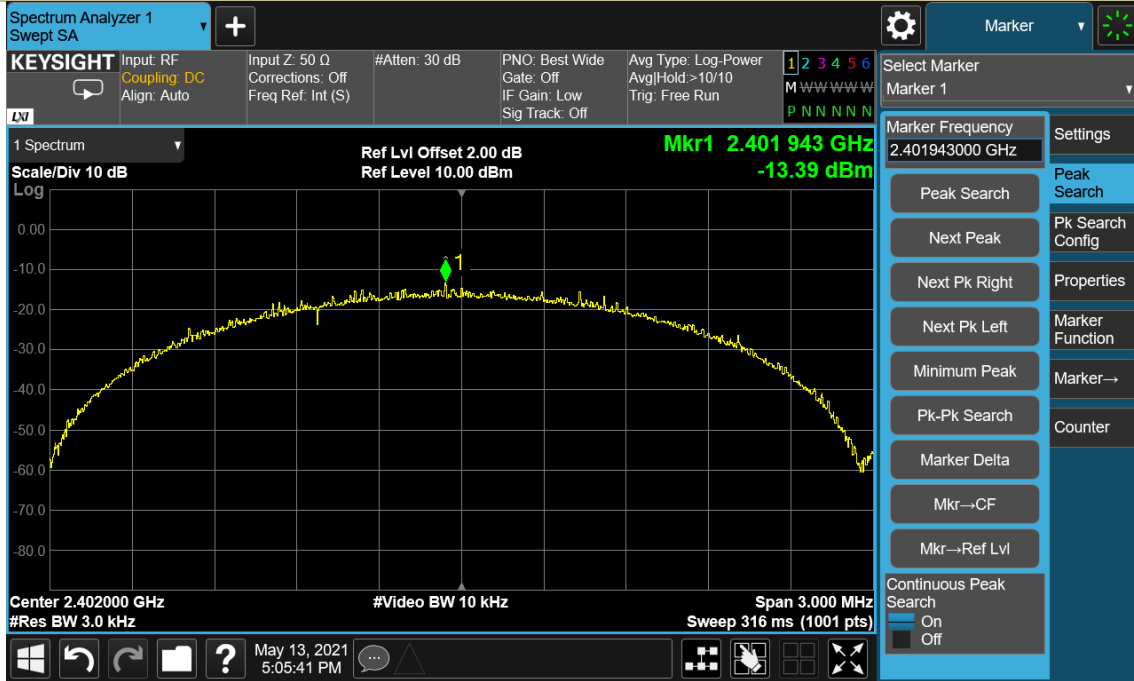 Spectrum Analyzer 1
Swept SA
Marker
KEYSIGHT
LXI
Input: RF
Coupling: DC
Align: Auto
Input Z: 50 Ω
Corrections: Off
Freq Ref: Int (S)
#Atten: 30 dB
PNO: Best Wide
Gate: Off
IF Gain: Low
Sig Track: Off
Avg Type: Log-Power
Avg|Hold:>10/10
Trig: Free Run
1 2 3 4 5 6
M W W W W W
P N N N N N
Select Marker
Marker 1
1 Spectrum
Scale/Div 10 dB
Log
Ref Lvl Offset 2.00 dB
Ref Level 10.00 dBm
Mkr1 2.401 943 GHz
-13.39 dBm
0.00
-10.0
-20.0
-30.0
-40.0
-50.0
-60.0
-70.0
-80.0
1
Center 2.402000 GHz
#Res BW 3.0 kHz
#Video BW 10 kHz
Span 3.000 MHz
Sweep 316 ms (1001 pts)
Marker Frequency
2.401943000 GHz
Peak Search
Next Peak
Next Pk Right
Next Pk Left
Minimum Peak
Pk-Pk Search
Marker Delta
Mkr→CF
Mkr→Ref Lvl
Continuous Peak
Search
On
Off
Settings
Peak
Search
Pk Search
Config
Properties
Marker
Function
Marker→
Counter
?
May 13, 2021
5:05:41 PM